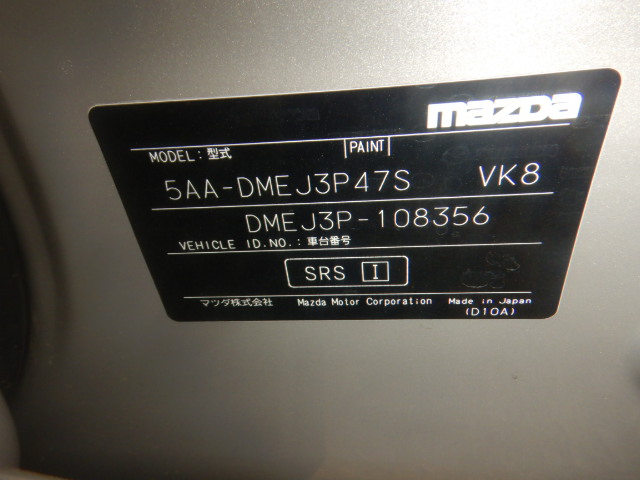 mazda
MODEL：型式 PAINT
5AA-DMEJ3P47S VK8
DMEJ3P-108356
VEHICLE ID.NO.：車台番号
SRS I
マツダ株式会社 Mazda Motor Corporation Made in Japan
(D10A)